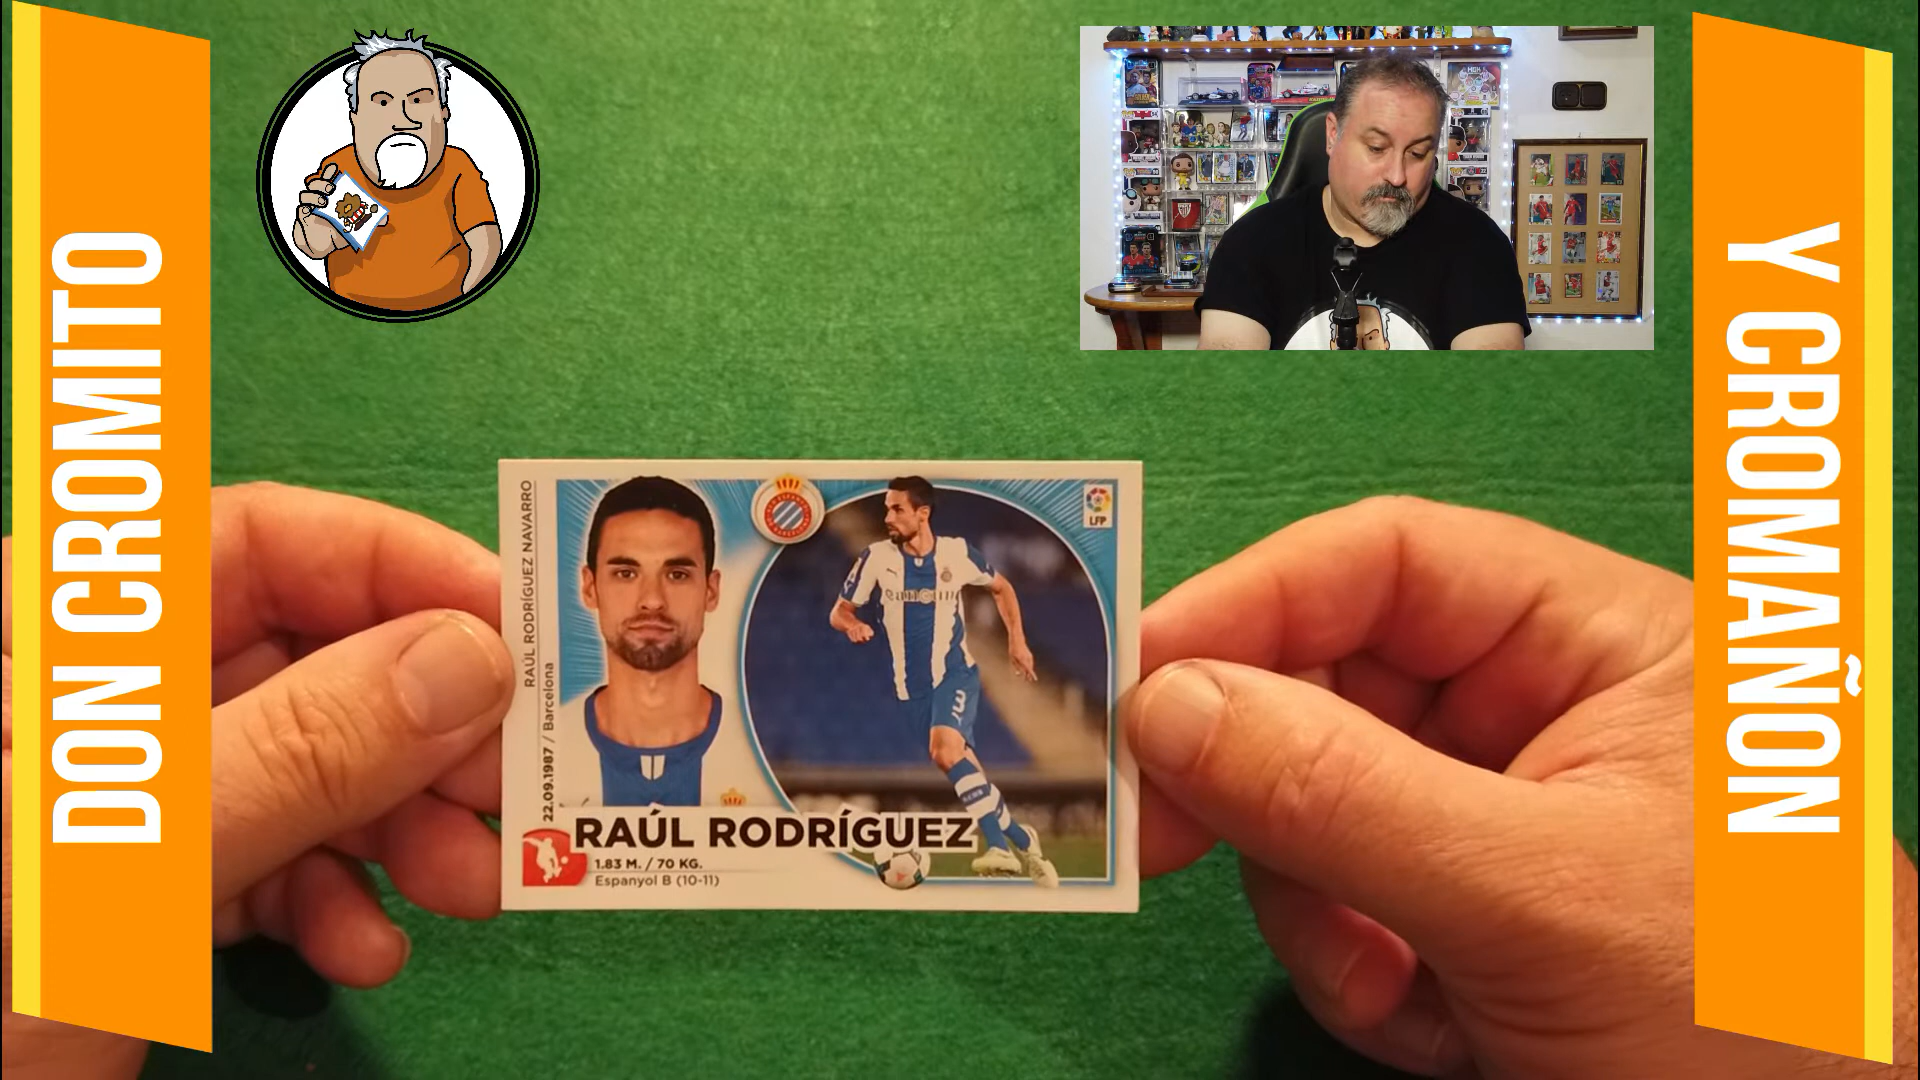 DON CROMITO
Y CROMAÑON
RAÚL RODRÍGUEZ NAVARRO
22.09.1987 / Barcelona
LFP
RAÚL RODRÍGUEZ
1.83 M. / 70 KG.
Espanyol B (10-11)
3